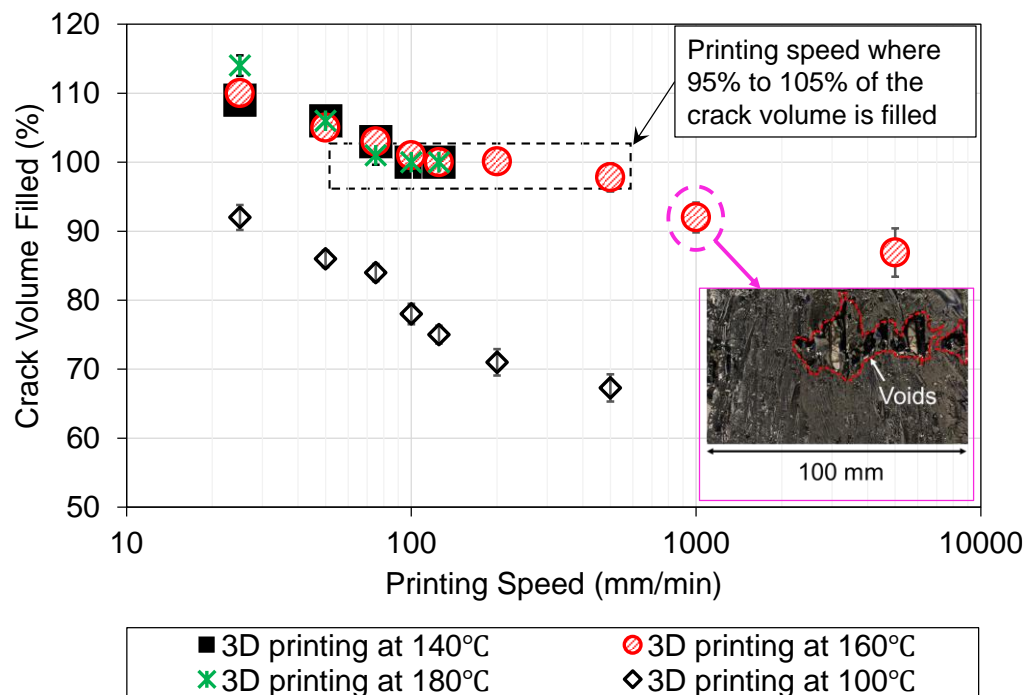 120
110
100
90
80
70
60
50
Crack Volume Filled (%)
Printing speed where
95% to 105% of the
crack volume is filled
Voids
100 mm
10
100
1000
10000
Printing Speed (mm/min)
3D printing at 140℃
3D printing at 160℃
3D printing at 180℃
3D printing at 100℃